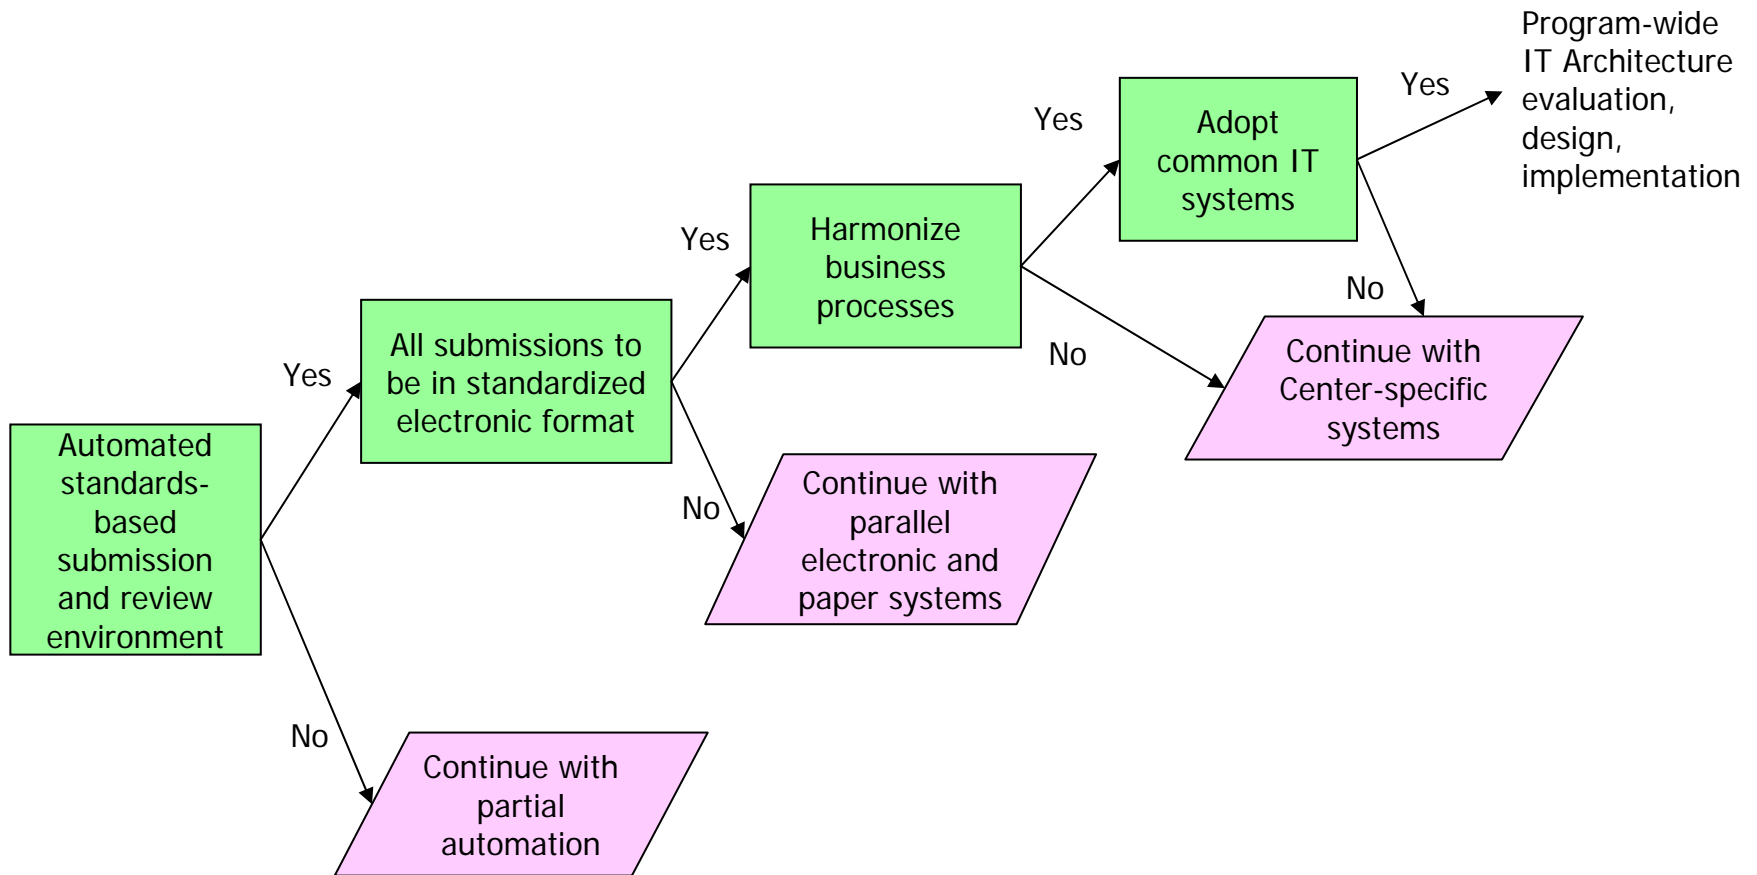 Program-wide
IT Architecture
evaluation,
design,
implementation
Yes
Adopt
common IT
systems
Yes
No
Harmonize
business
processes
Yes
No
Continue with
Center-specific
systems
All submissions to
be in standardized
electronic format
Yes
No
Continue with
parallel
electronic and
paper systems
Automated
standards-
based
submission
and review
environment
No
Continue with
partial
automation